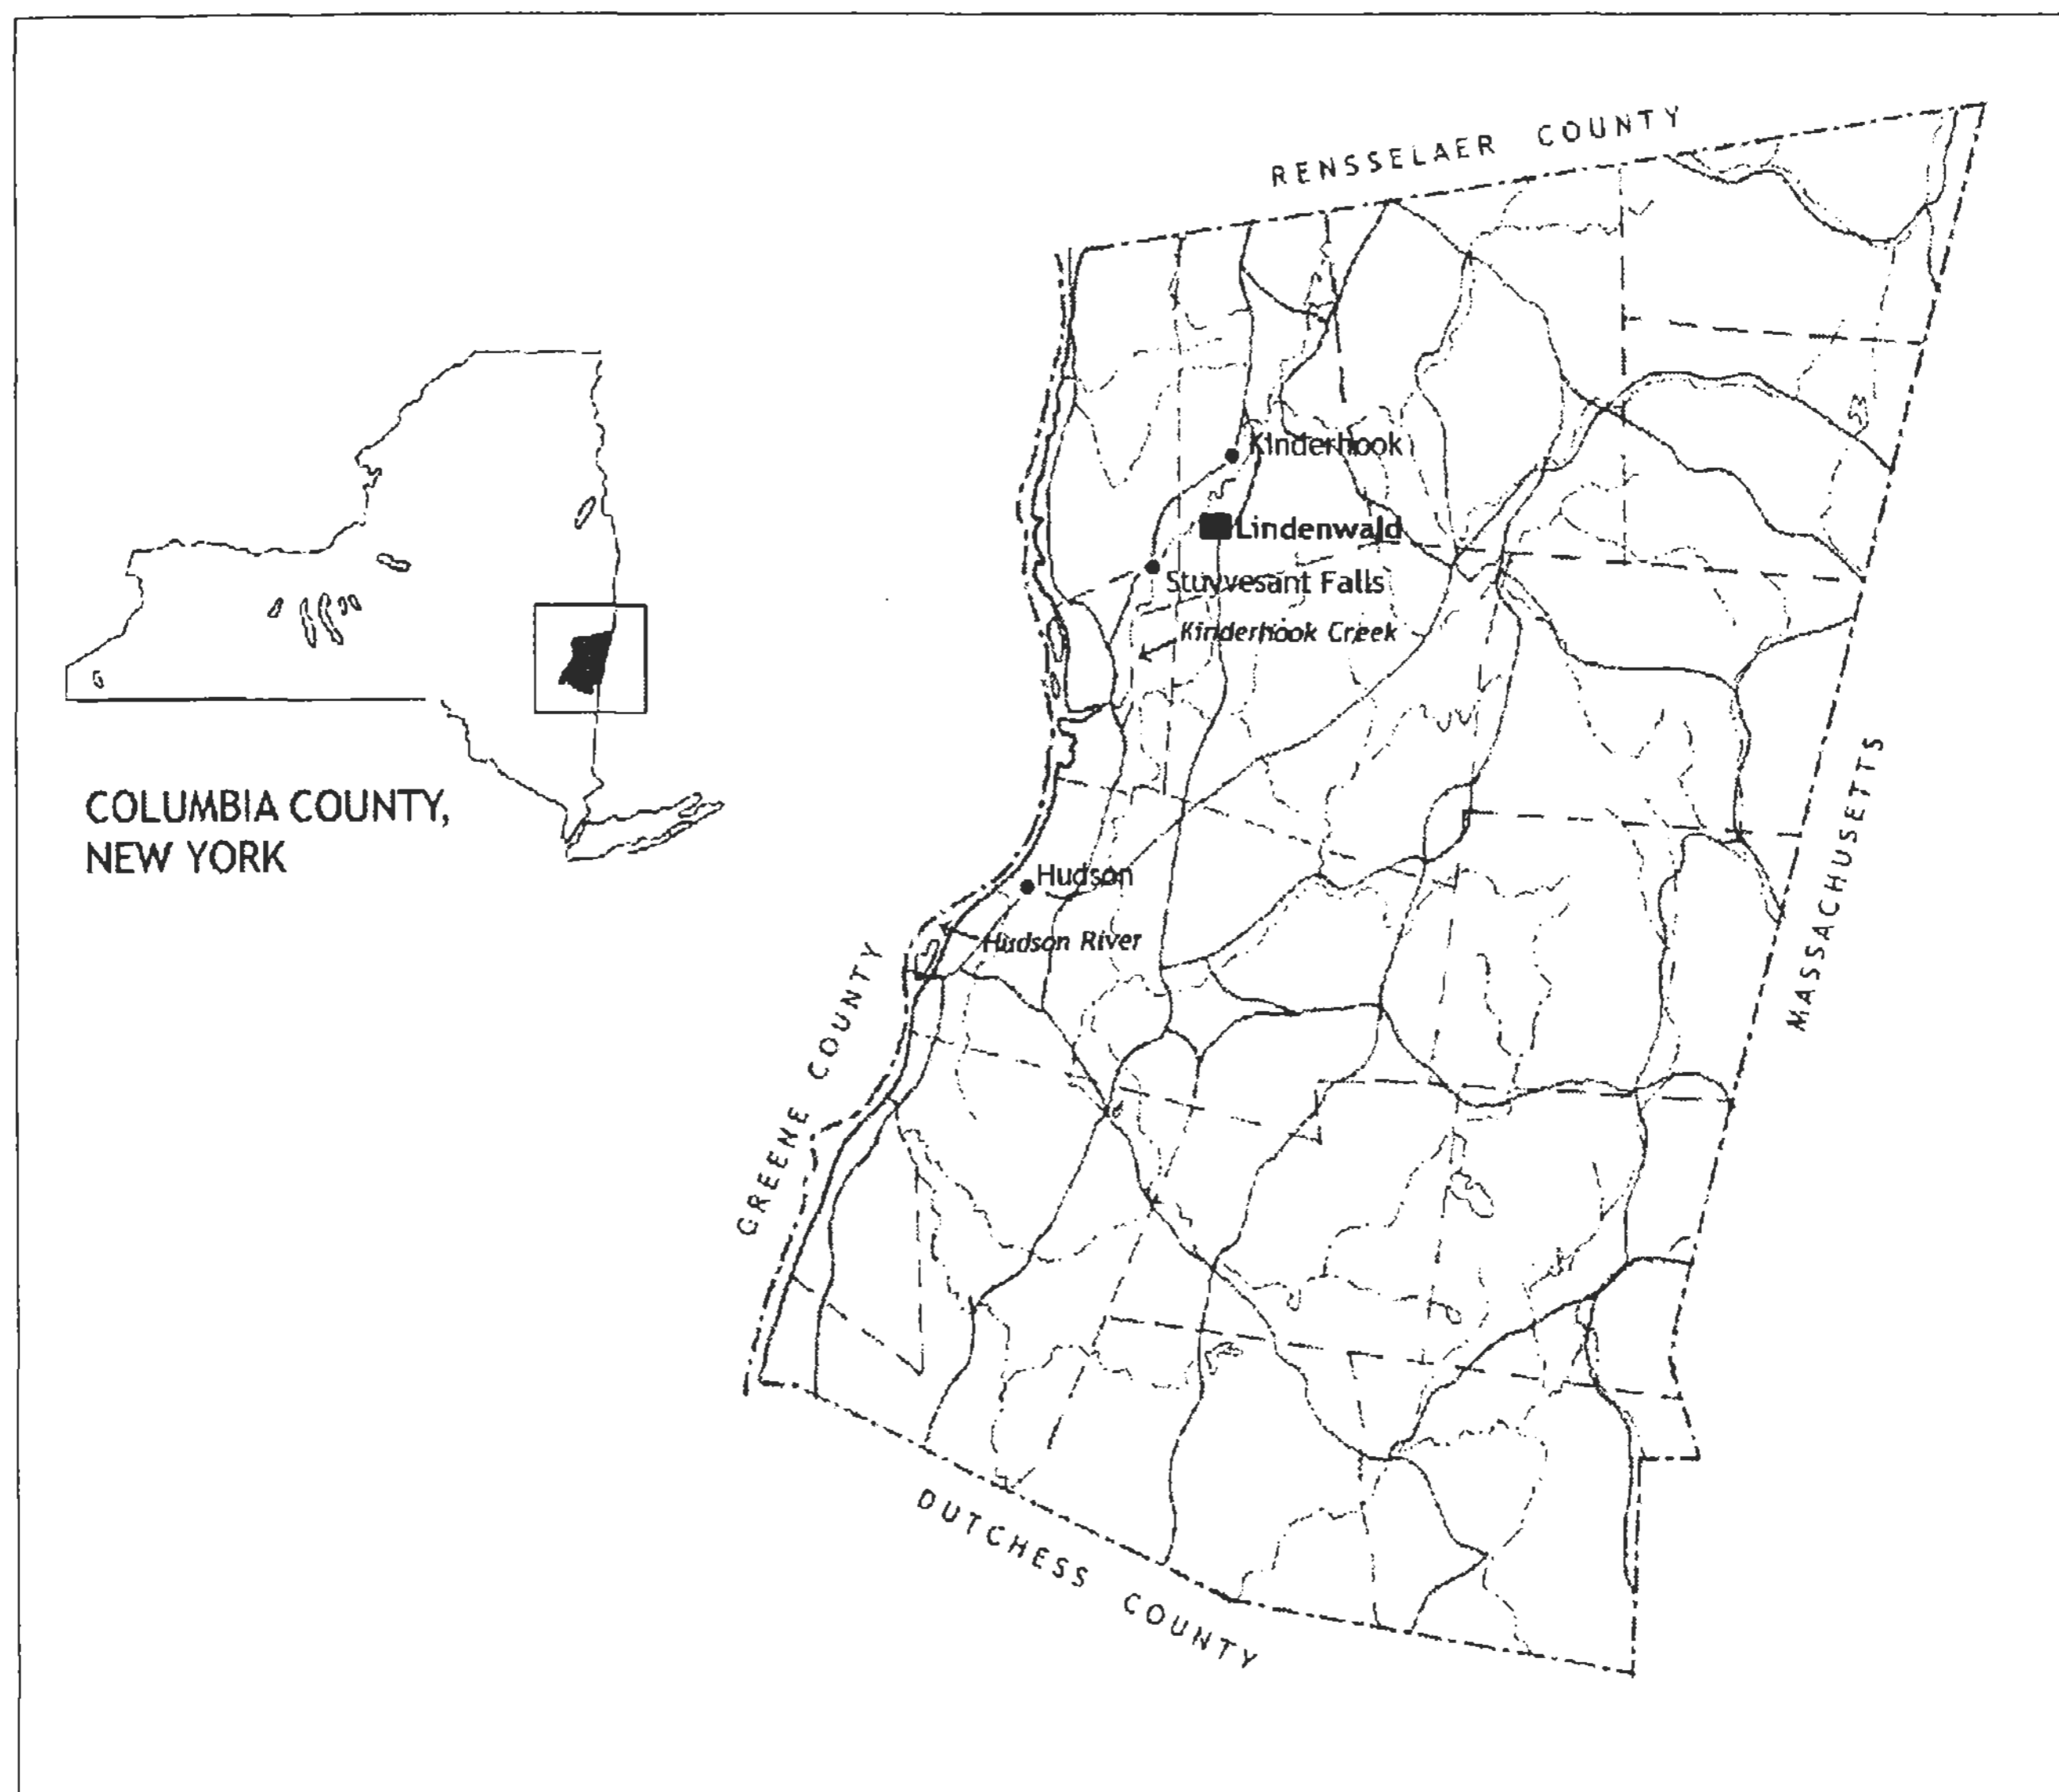 RENSSELAER COUNTY
Kinderhook
Lindenwald
Stuyvesant Falls
Kinderhook Creek
COLUMBIA COUNTY,
NEW YORK
Hudson
Hudson River
GREENE COUNTY
MASSACHUSETTS
DUTCHESS COUNTY